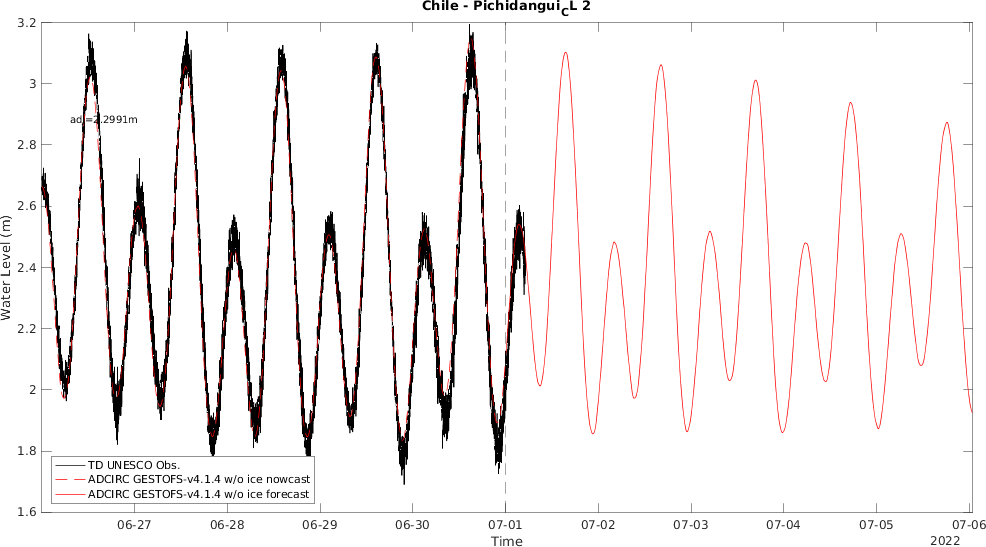 Chile - PichidanguiCL 2
3.2
3
2.8
2.6
2.4
2.2
2
1.8
1.6
Water Level (m)
adj=2.2991m
TD UNESCO Obs.
ADCIRC GESTOFS-v4.1.4 w/o ice nowcast
ADCIRC GESTOFS-v4.1.4 w/o ice forecast
06-27 06-28 06-29 06-30 07-01 07-02 07-03 07-04 07-05 07-06
Time
2022